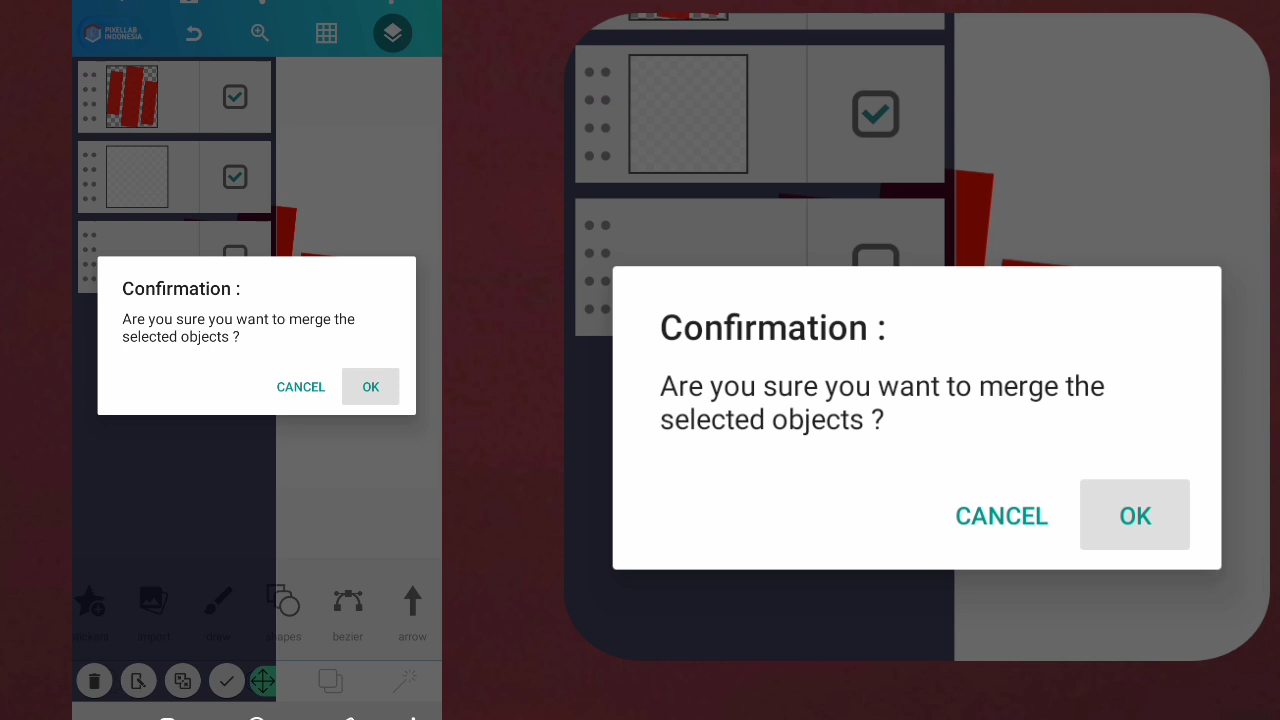 PIXELLAB
INDONESIA
Confirmation :
Are you sure you want to merge the
selected objects ?
CANCEL OK
stickers import draw shapes bezier arrow
Confirmation :
Are you sure you want to merge the
selected objects ?
CANCEL OK